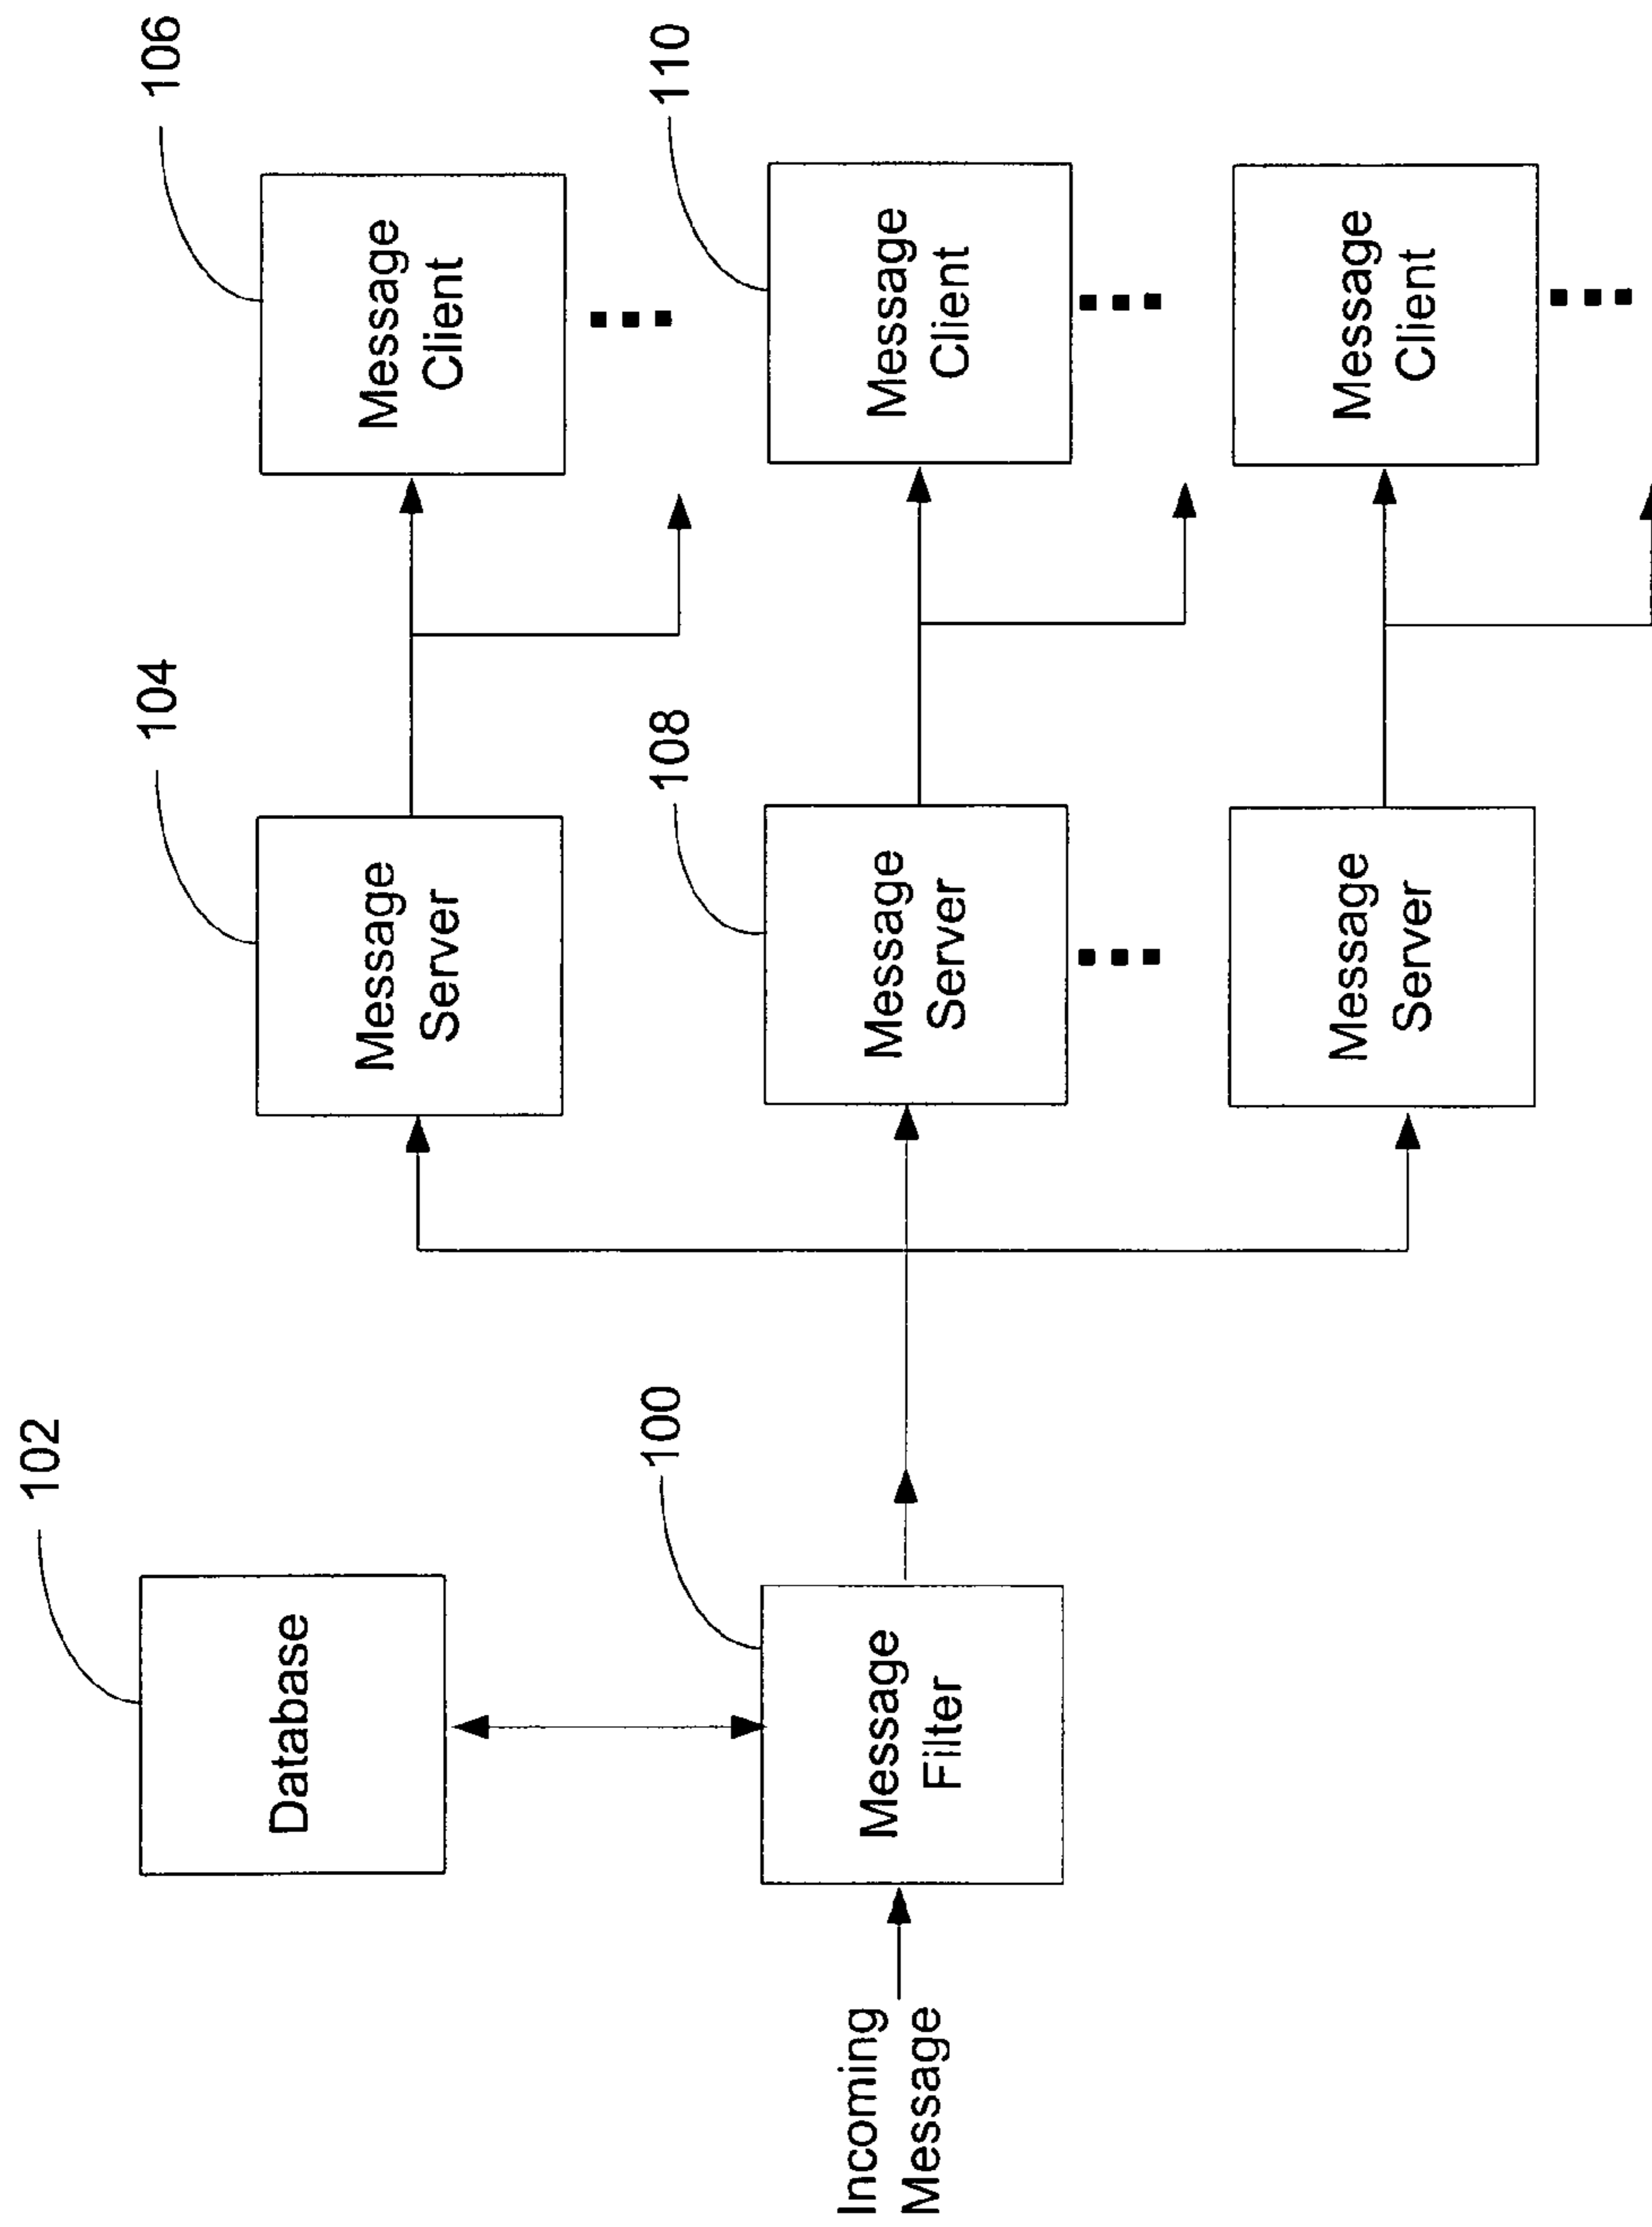 102
Database
104
Message
Server
106
Message
Client
100
Incoming
Message
Message
Filter
108
Message
Server
110
Message
Client
Message
Server
Message
Client